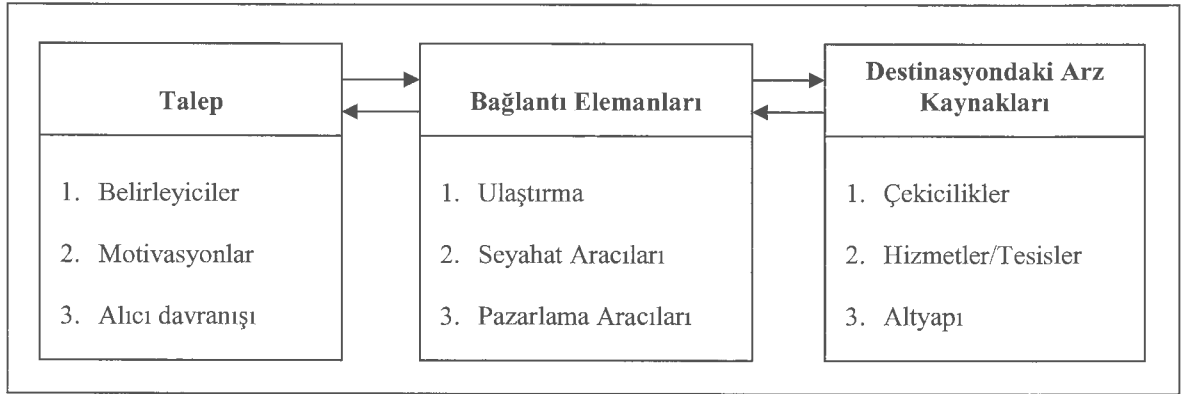 Talep
1. Belirleyiciler
2. Motivasyonlar
3. Alıcı davranışı
Bağlantı Elemanları
1. Ulaştırma
2. Seyahat Aracıları
3. Pazarlama Aracıları
Destinasyondaki Arz
Kaynakları
1. Çekicilikler
2. Hizmetler/Tesisler
3. Altyapı